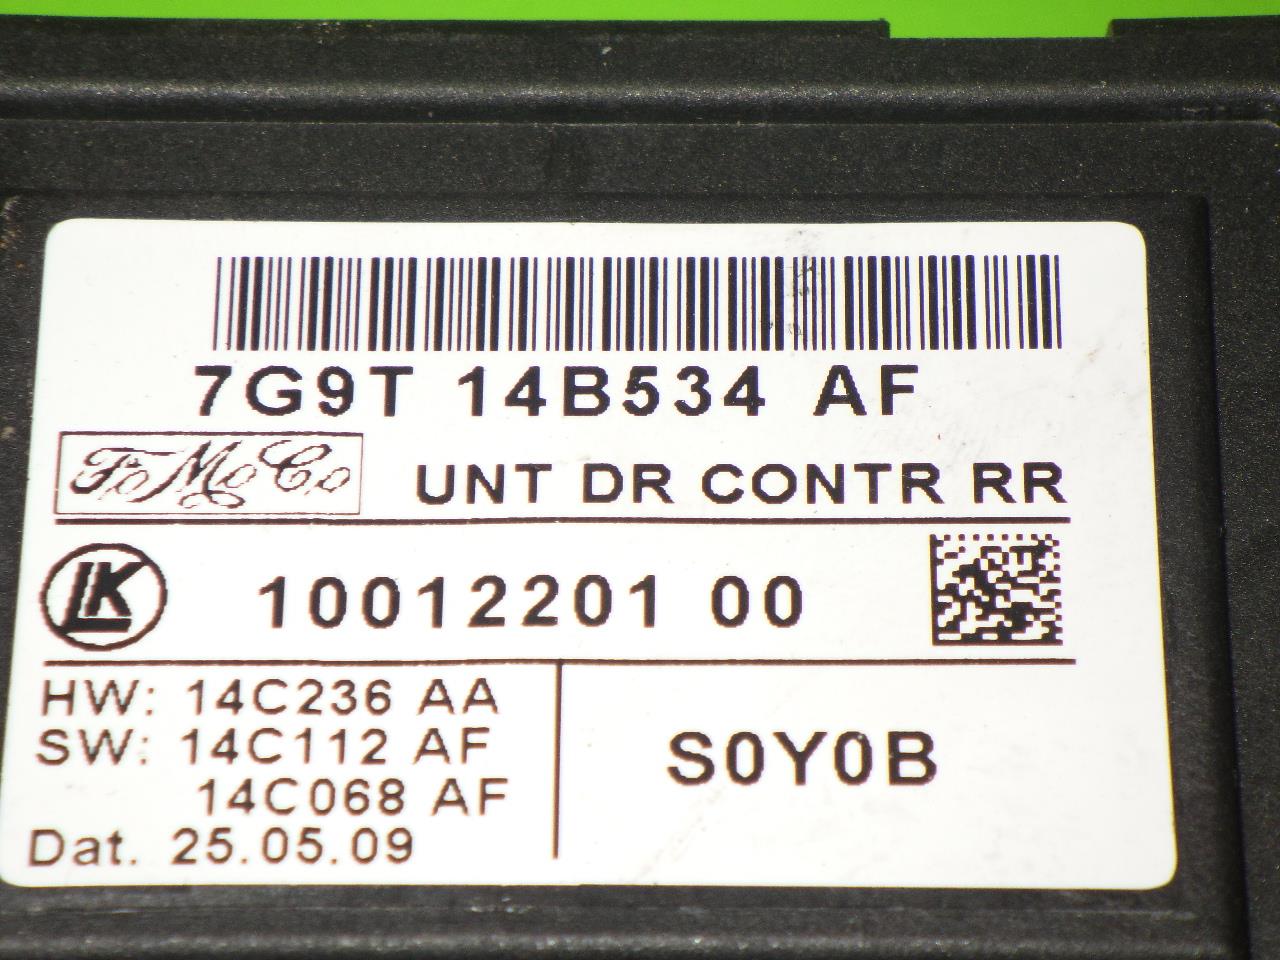 7G9T 14B534 AF
FoMoCo
UNT DR CONTR RR
LK
10012201 00
HW: 14C236 AA
SW: 14C112 AF
14C068 AF
Dat. 25.05.09
S0Y0B